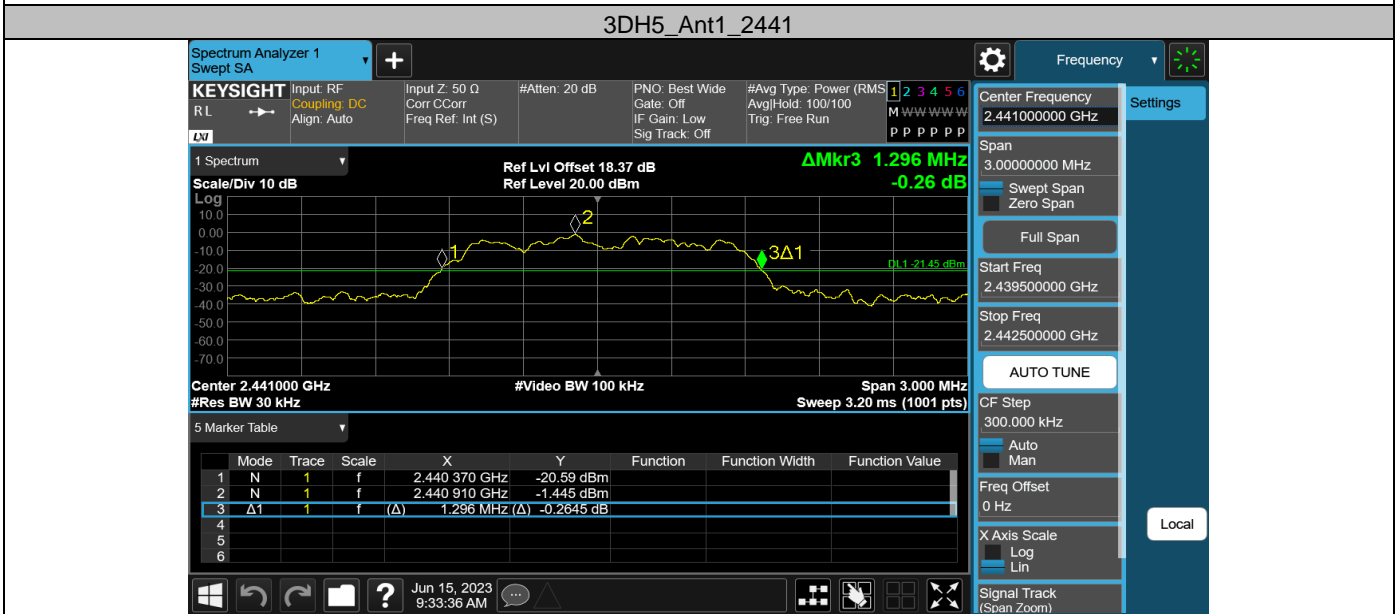 3DH5_Ant1_2441
Spectrum Analyzer 1
Swept SA
+
Frequency
KEYSIGHT
R L
LXI
Input: RF
Coupling: DC
Align: Auto
Input Z: 50 Ω
Corr CCorr
Freq Ref: Int (S)
#Atten: 20 dB
PNO: Best Wide
Gate: Off
IF Gain: Low
Sig Track: Off
#Avg Type: Power (RMS
Avg|Hold: 100/100
Trig: Free Run
1 2 3 4 5 6
M W W W W W
P P P P P P
1 Spectrum
Scale/Div 10 dB
Ref Lvl Offset 18.37 dB
Ref Level 20.00 dBm
ΔMkr3 1.296 MHz
-0.26 dB
Log
10.0
0.00
-10.0
-20.0
-30.0
-40.0
-50.0
-60.0
-70.0
1
2
3Δ1
DL1 -21.45 dBm
Center 2.441000 GHz
#Video BW 100 kHz
Span 3.000 MHz
#Res BW 30 kHz
Sweep 3.20 ms (1001 pts)
5 Marker Table
Mode Trace Scale X Y Function Function Width Function Value
1 N 1 f 2.440 370 GHz -20.59 dBm
2 N 1 f 2.440 910 GHz -1.445 dBm
3 Δ1 1 f (Δ) 1.296 MHz (Δ) -0.2645 dB
4
5
6
?
Jun 15, 2023
9:33:36 AM
Center Frequency
2.441000000 GHz
Settings
Span
3.00000000 MHz
Swept Span
Zero Span
Full Span
Start Freq
2.439500000 GHz
Stop Freq
2.442500000 GHz
AUTO TUNE
CF Step
300.000 kHz
Auto
Man
Freq Offset
0 Hz
Local
X Axis Scale
Log
Lin
Signal Track
(Span Zoom)